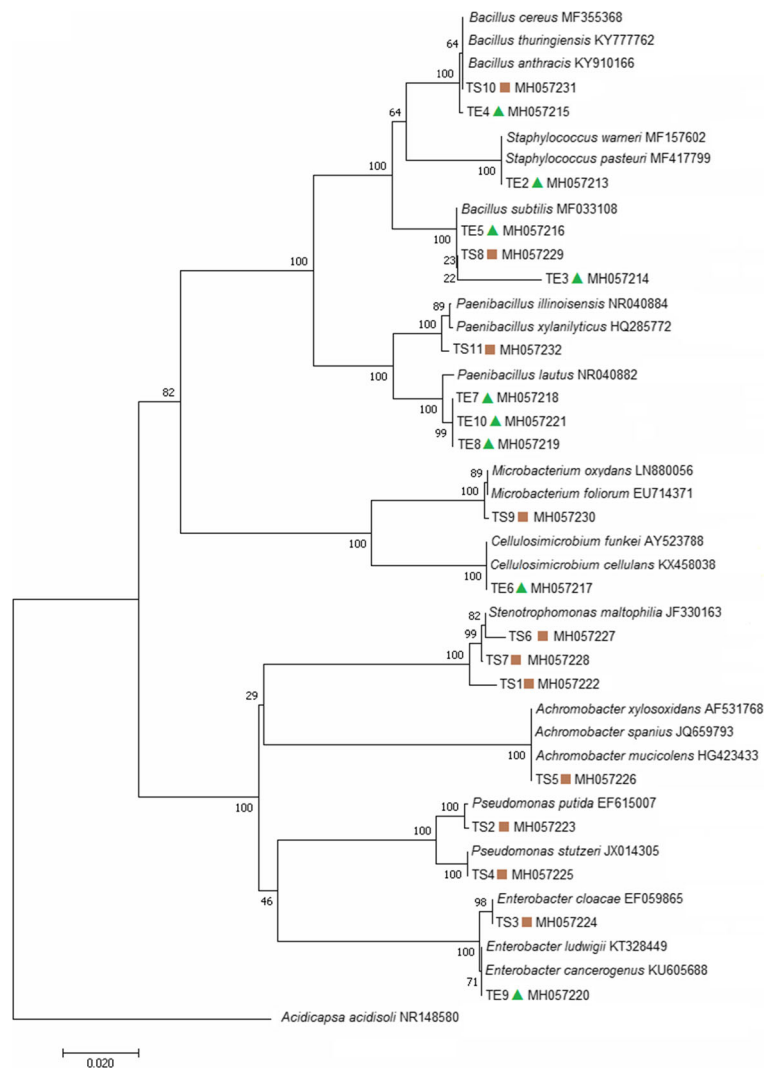 Bacillus cereus MF355368
64
Bacillus thuringiensis KY777762
Bacillus anthracis KY910166
100
TS10 MH057231
TE4 MH057215
64
Staphylococcus warneri MF157602
Staphylococcus pasteuri MF417799
100
100
TE2 MH057213
Bacillus subtilis MF033108
TE5 MH057216
100
TS8 MH057229
100
23
22
TE3 MH057214
Paenibacillus illinoisensis NR040884
89
Paenibacillus xylanilyticus HQ285772
100
TS11 MH057232
100
Paenibacillus lautus NR040882
82
TE7 MH057218
100
TE10 MH057221
99
TE8 MH057219
Microbacterium oxydans LN880056
89
Microbacterium foliorum EU714371
100
TS9 MH057230
Cellulosimicrobium funkei AY523788
100
Cellulosimicrobium cellulans KX458038
100
TE6 MH057217
Stenotrophomonas maltophilia JF330163
82
TS6 MH057227
99
TS7 MH057228
100
TS1 MH057222
29
Achromobacter xylosoxidans AF531768
Achromobacter spanius JQ659793
Achromobacter mucicolens HG423433
100
TS5 MH057226
100
Pseudomonas putida EF615007
100
TS2 MH057223
100
Pseudomonas stutzeri JX014305
TS4 MH057225
100
Enterobacter cloacae EF059865
46
98
TS3 MH057224
Enterobacter ludwigii KT328449
100
Enterobacter cancerogenus KU605688
71
TE9 MH057220
Acidicapsa acidisoli NR148580
0.020